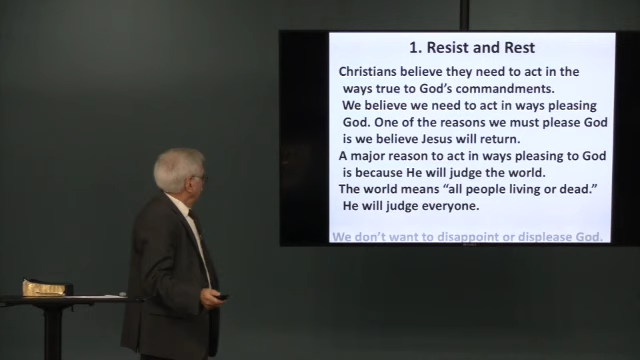 1. Resist and Rest
Christians believe they need to act in the
ways true to God's commandments.
We believe we need to act in ways pleasing
God. One of the reasons we must please God
is we believe Jesus will return.
A major reason to act in ways pleasing to God
is because He will judge the world.
The world means “all people living or dead.”
He will judge everyone.
We don't want to disappoint or displease God.